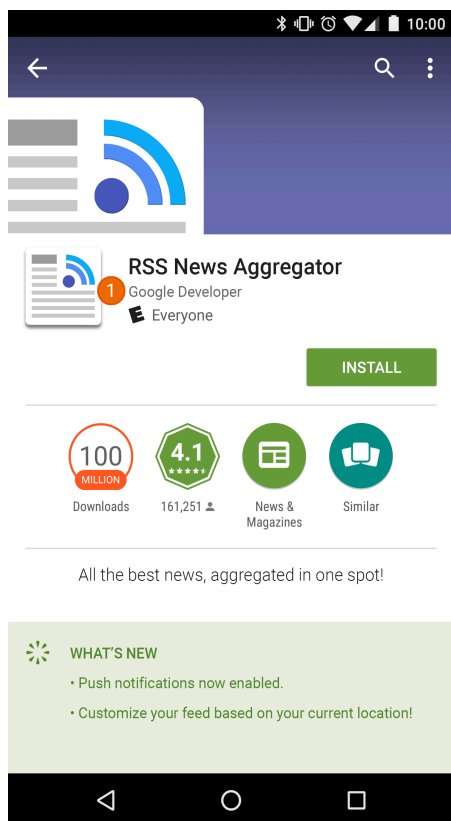 10:00
RSS News Aggregator
1
Google Developer
E Everyone
INSTALL
100
MILLION
4.1
Downloads
161,251
News &
Magazines
Similar
All the best news, aggregated in one spot!
WHAT'S NEW
• Push notifications now enabled.
• Customize your feed based on your current location!